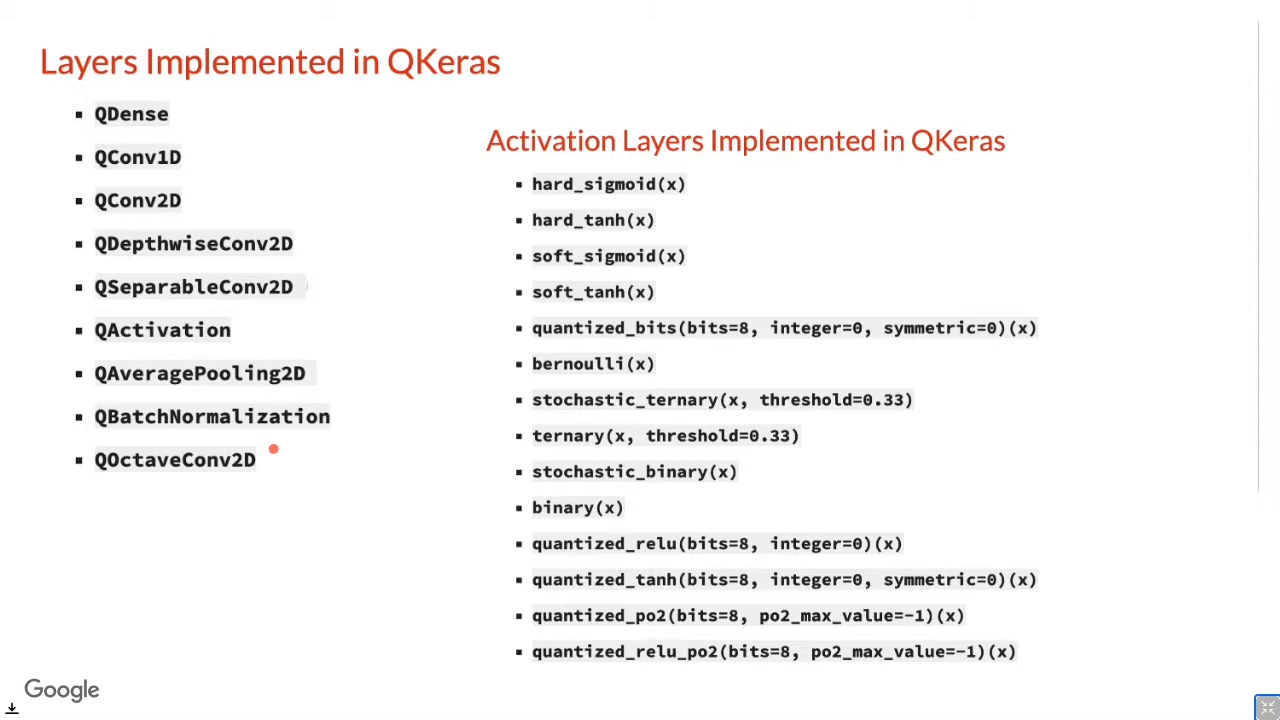 Layers Implemented in QKeras
QDense
QConv1D
QConv2D
QDepthwiseConv2D
QSeparableConv2D
QActivation
QAveragePooling2D
QBatchNormalization
QOctaveConv2D
Activation Layers Implemented in QKeras
hard_sigmoid(x)
hard_tanh(x)
soft_sigmoid(x)
soft_tanh(x)
quantized_bits(bits=8, integer=0, symmetric=0)(x)
bernoulli(x)
stochastic_ternary(x, threshold=0.33)
ternary(x, threshold=0.33)
stochastic_binary(x)
binary(x)
quantized_relu(bits=8, integer=0)(x)
quantized_tanh(bits=8, integer=0, symmetric=0)(x)
quantized_po2(bits=8, po2_max_value=-1)(x)
quantized_relu_po2(bits=8, po2_max_value=-1)(x)
Google